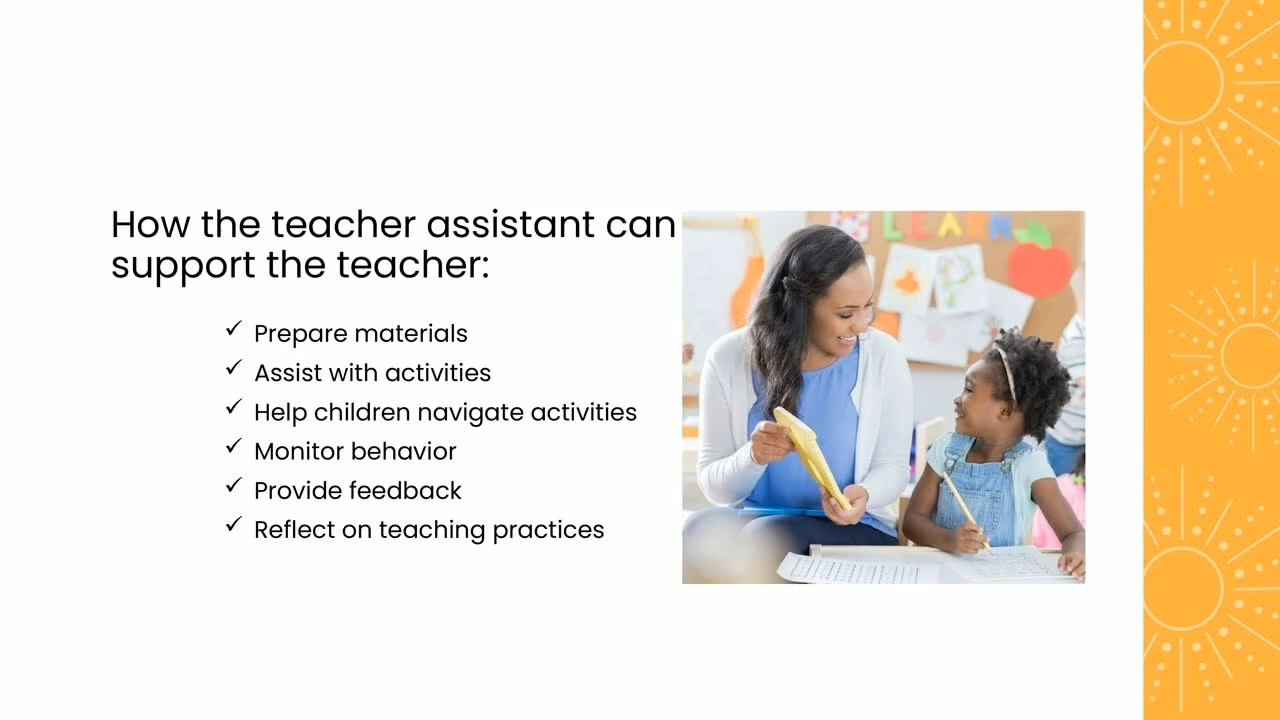 How the teacher assistant can
support the teacher:
✓ Prepare materials
✓ Assist with activities
✓ Help children navigate activities
✓ Monitor behavior
✓ Provide feedback
✓ Reflect on teaching practices
LEARN